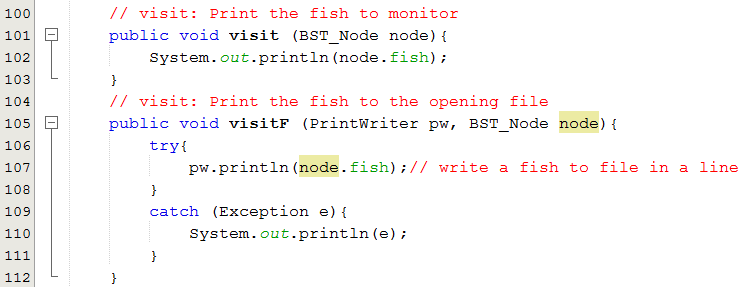 100 // visit: Print the fish to monitor
101 public void visit (BST_Node node){
102 System.out.println(node.fish);
103 }
104 // visit: Print the fish to the opening file
105 public void visitF (PrintWriter pw, BST_Node node){
106 try{
107 pw.println(node.fish);// write a fish to file in a line
108 }
109 catch (Exception e){
110 System.out.println(e);
111 }
112 }